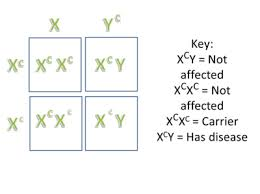 X Yᶜ
Xᶜ XᶜXᶜ XᶜY
Xᶜ XᶜXᶜ XᶜY
Key:
XᶜY = Not
affected
XᶜXᶜ = Not
affected
XᶜXᶜ = Carrier
XᶜY = Has disease